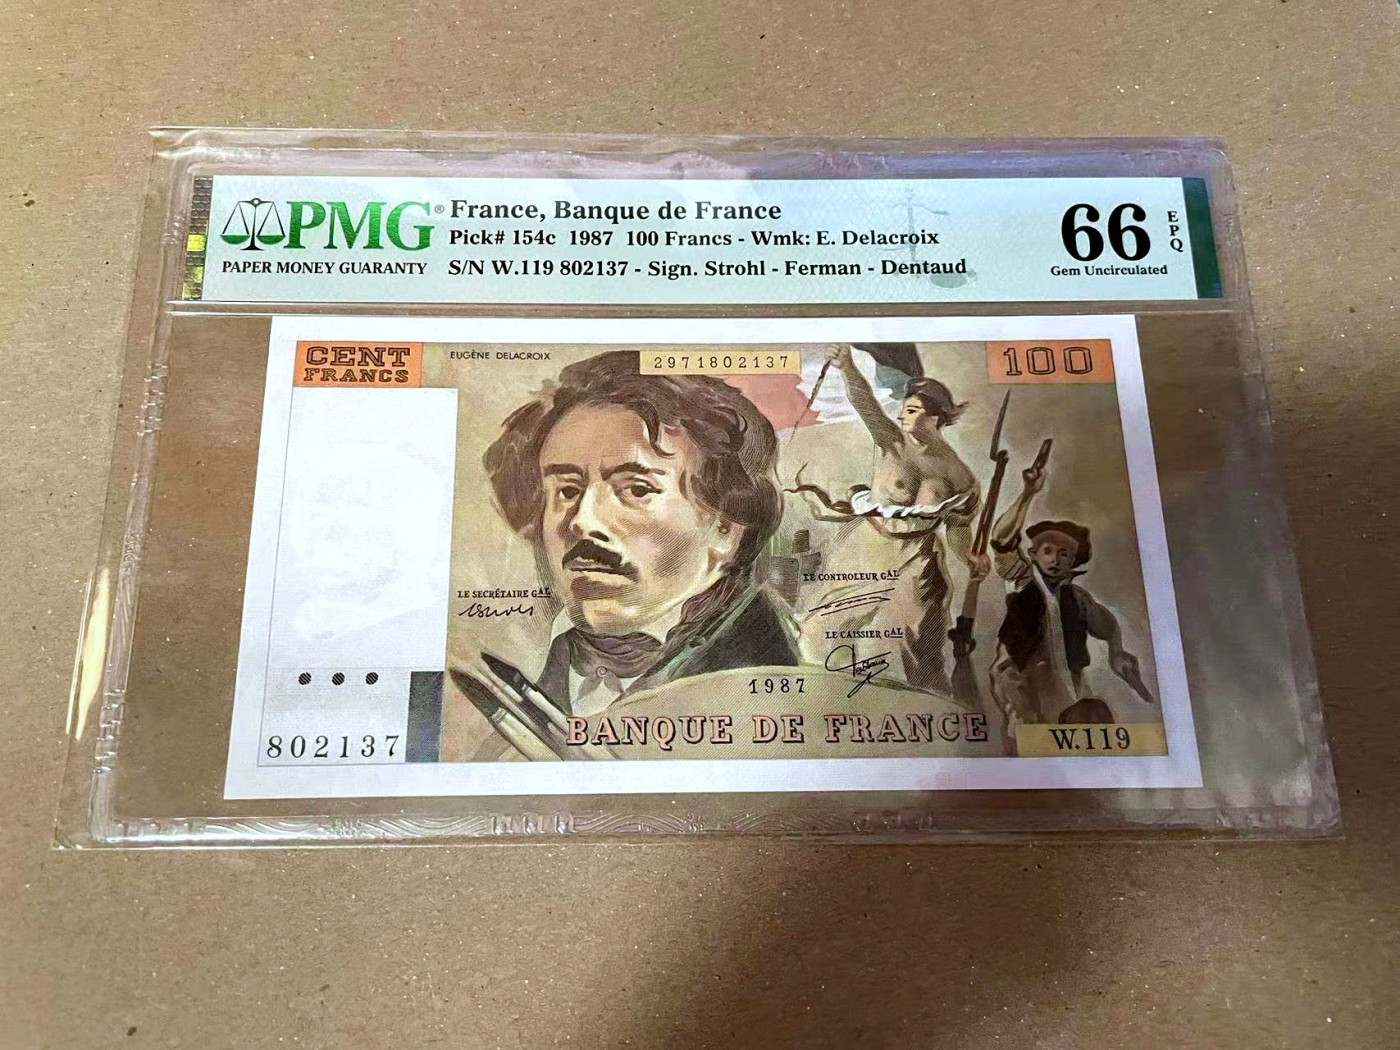 PMG®
PAPER MONEY GUARANTY
France, Banque de France
Pick# 154c 1987 100 Francs - Wmk: E. Delacroix
S/N W.119 802137 - Sign. Strohl - Ferman - Dentaud
66
EPQ
Gem Uncirculated
CENT
FRANCS
EUGÈNE DELACROIX
2971802137
100
LE SECRÉTAIRE GAL
LE CONTROLEUR GAL
LE CAISSIER GAL
1987
BANQUE DE FRANCE
802137
W.119